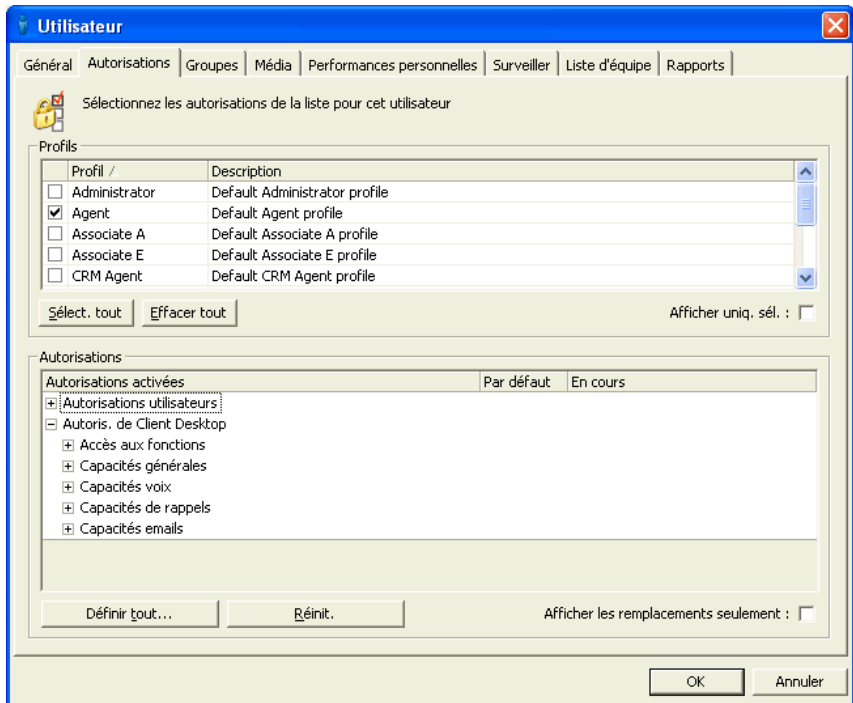 Utilisateur
Général Autorisations Groupes Média Performances personnelles Surveiller Liste d'équipe Rapports
Sélectionnez les autorisations de la liste pour cet utilisateur
Profils
Profil Description
Administrator Default Administrator profile
Agent Default Agent profile
Associate A Default Associate A profile
Associate E Default Associate E profile
CRM Agent Default CRM Agent profile
Sélect. tout Effacer tout Afficher uniq. sél. :
Autorisations
Autorisations activées Par défaut En cours
Autorisations utilisateurs
Autoris. de Client Desktop
Accès aux fonctions
Capacités générales
Capacités voix
Capacités de rappels
Capacités emails
Définir tout... Réinit. Afficher les remplacements seulement :
OK Annuler